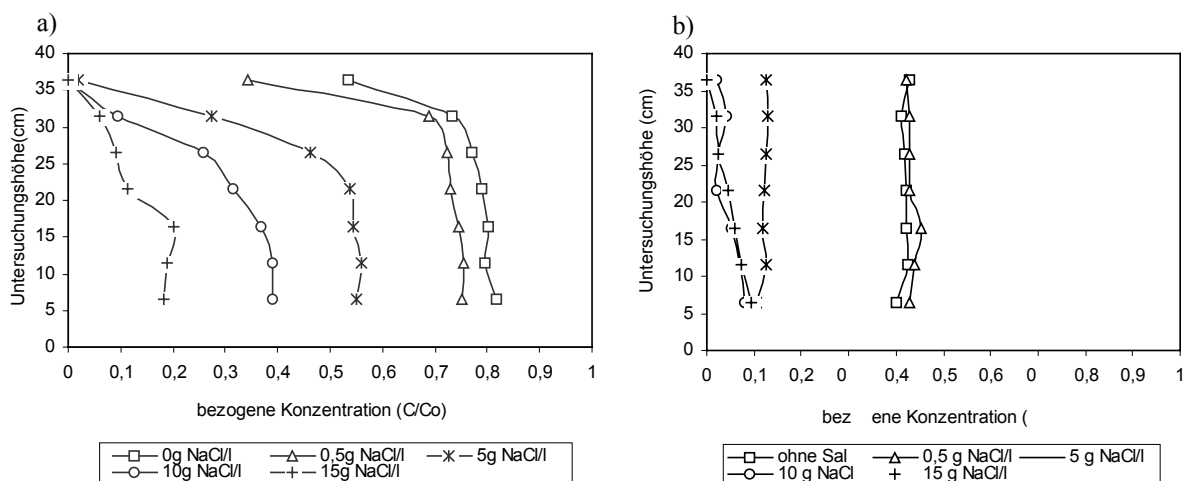 a)
Untersuchungshöhe(cm)
40
35
30
25
20
15
10
5
0
0 0,1 0,2 0,3 0,4 0,5 0,6 0,7 0,8 0,9 1
bezogene Konzentration (C/Co)
0g NaCl/l 0,5g NaCl/l 5g NaCl/l
10g NaCl/l 15g NaCl/l
b)
Untersuchungshöhe (cm)
40
35
30
25
20
15
10
5
0
0 0,1 0,2 0 0,4 0,5 0,6 0 0,8 0,9 1
bez ene Konzentration (
ohne Sal 0,5 g NaCl/l 5 g NaCl/l
10 g NaCl 15 g NaCl/l